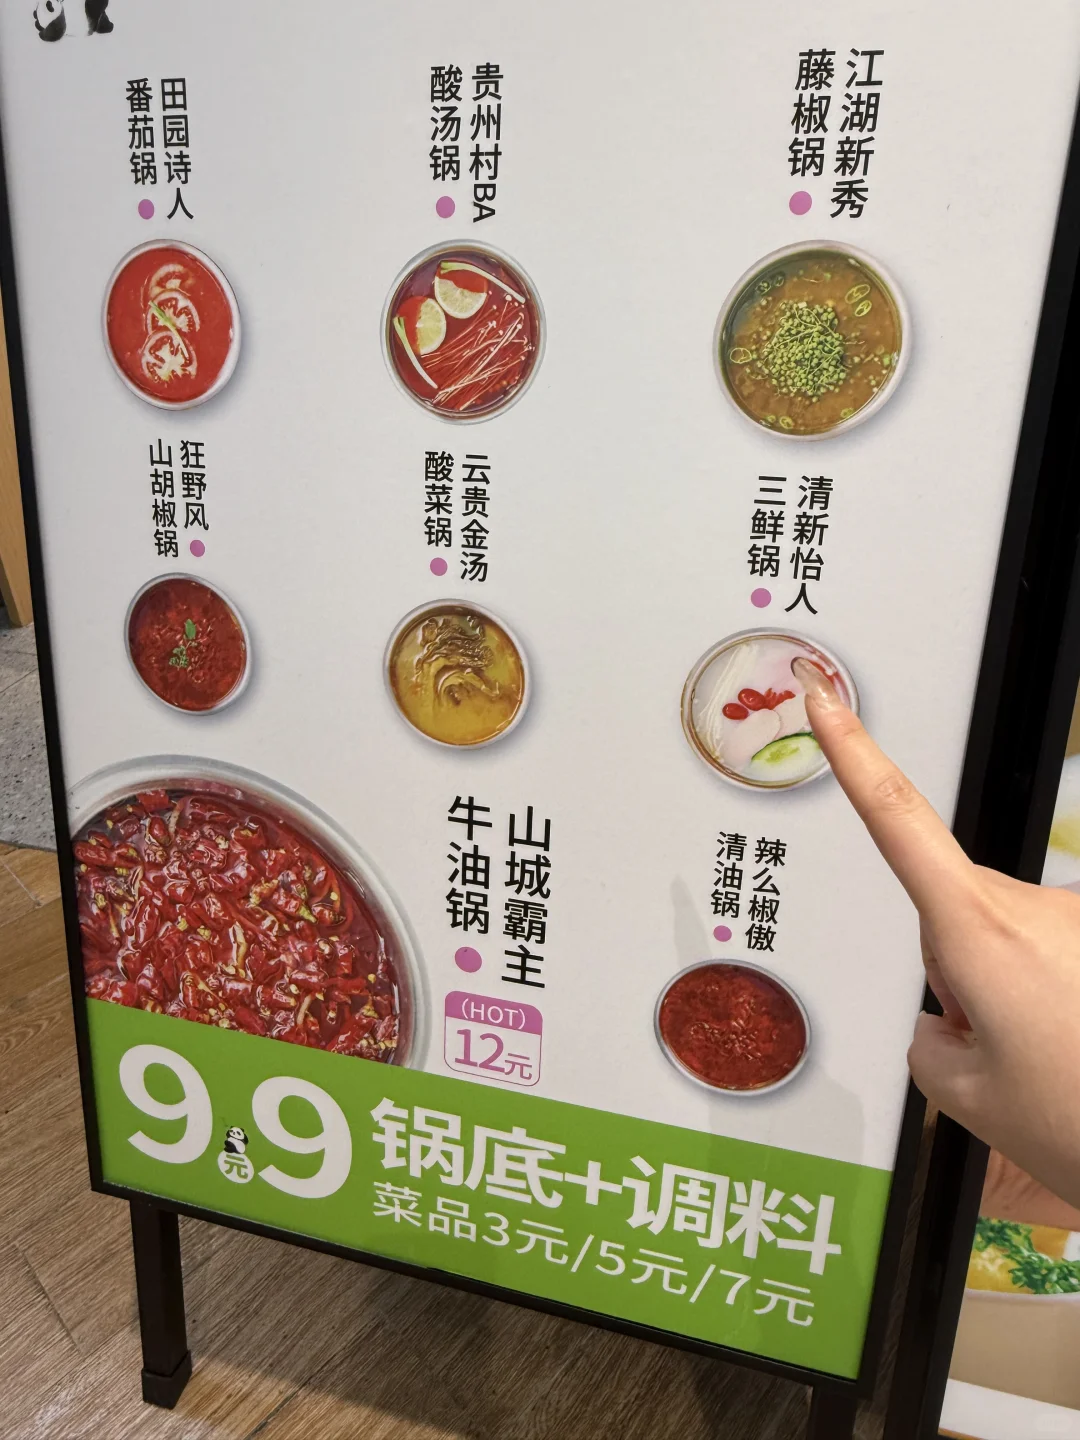 田园诗人
番茄锅
贵州村BA
酸汤锅
江湖新秀
藤椒锅
狂野风
山胡椒锅
云贵金汤
酸菜锅
清新怡人
三鲜锅
山城霸主
牛油锅
(HOT)
12元
辣么椒傲
清油锅
9.9元
锅底+调料
菜品3元/5元/7元